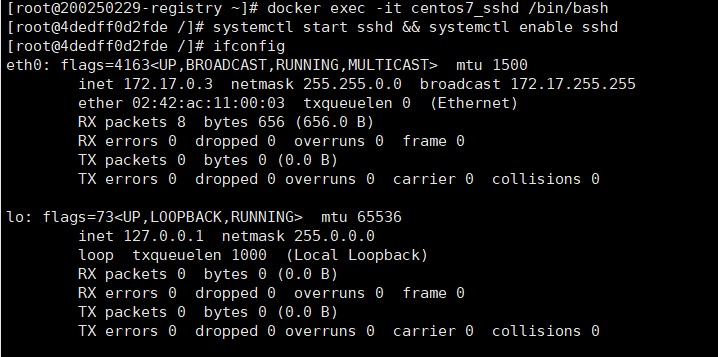 [root@200250229-registry ~]# docker exec -it centos7_sshd /bin/bash
[root@4dedff0d2fde /]# systemctl start sshd && systemctl enable sshd
[root@4dedff0d2fde /]# ifconfig
eth0: flags=4163<UP,BROADCAST,RUNNING,MULTICAST>  mtu 1500
        inet 172.17.0.3  netmask 255.255.0.0  broadcast 172.17.255.255
        ether 02:42:ac:11:00:03  txqueuelen 0  (Ethernet)
        RX packets 8  bytes 656 (656.0 B)
        RX errors 0  dropped 0  overruns 0  frame 0
        TX packets 0  bytes 0 (0.0 B)
        TX errors 0  dropped 0 overruns 0  carrier 0  collisions 0

lo: flags=73<UP,LOOPBACK,RUNNING>  mtu 65536
        inet 127.0.0.1  netmask 255.0.0.0
        loop  txqueuelen 1000  (Local Loopback)
        RX packets 0  bytes 0 (0.0 B)
        RX errors 0  dropped 0  overruns 0  frame 0
        TX packets 0  bytes 0 (0.0 B)
        TX errors 0  dropped 0 overruns 0  carrier 0  collisions 0